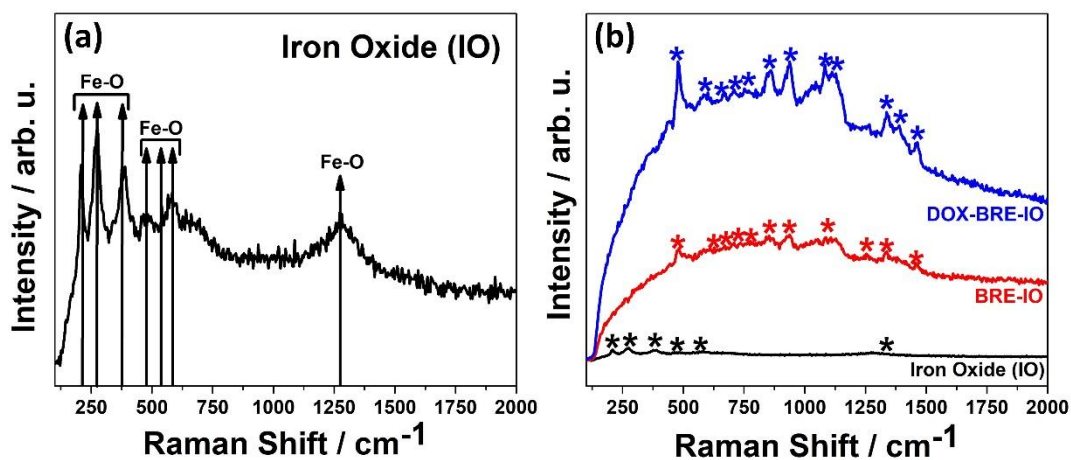 (a)
Iron Oxide (IO)
Fe-O
Fe-O
Fe-O
Intensity / arb. u.
250 500 750 1000 1250 1500 1750 2000
Raman Shift / cm-1
(b)
* * * * * * * * * * * *
DOX-BRE-IO
* * * * * * * * * * *
BRE-IO
* * * * * *
Iron Oxide (IO)
Intensity / arb. u.
250 500 750 1000 1250 1500 1750 2000
Raman Shift / cm-1